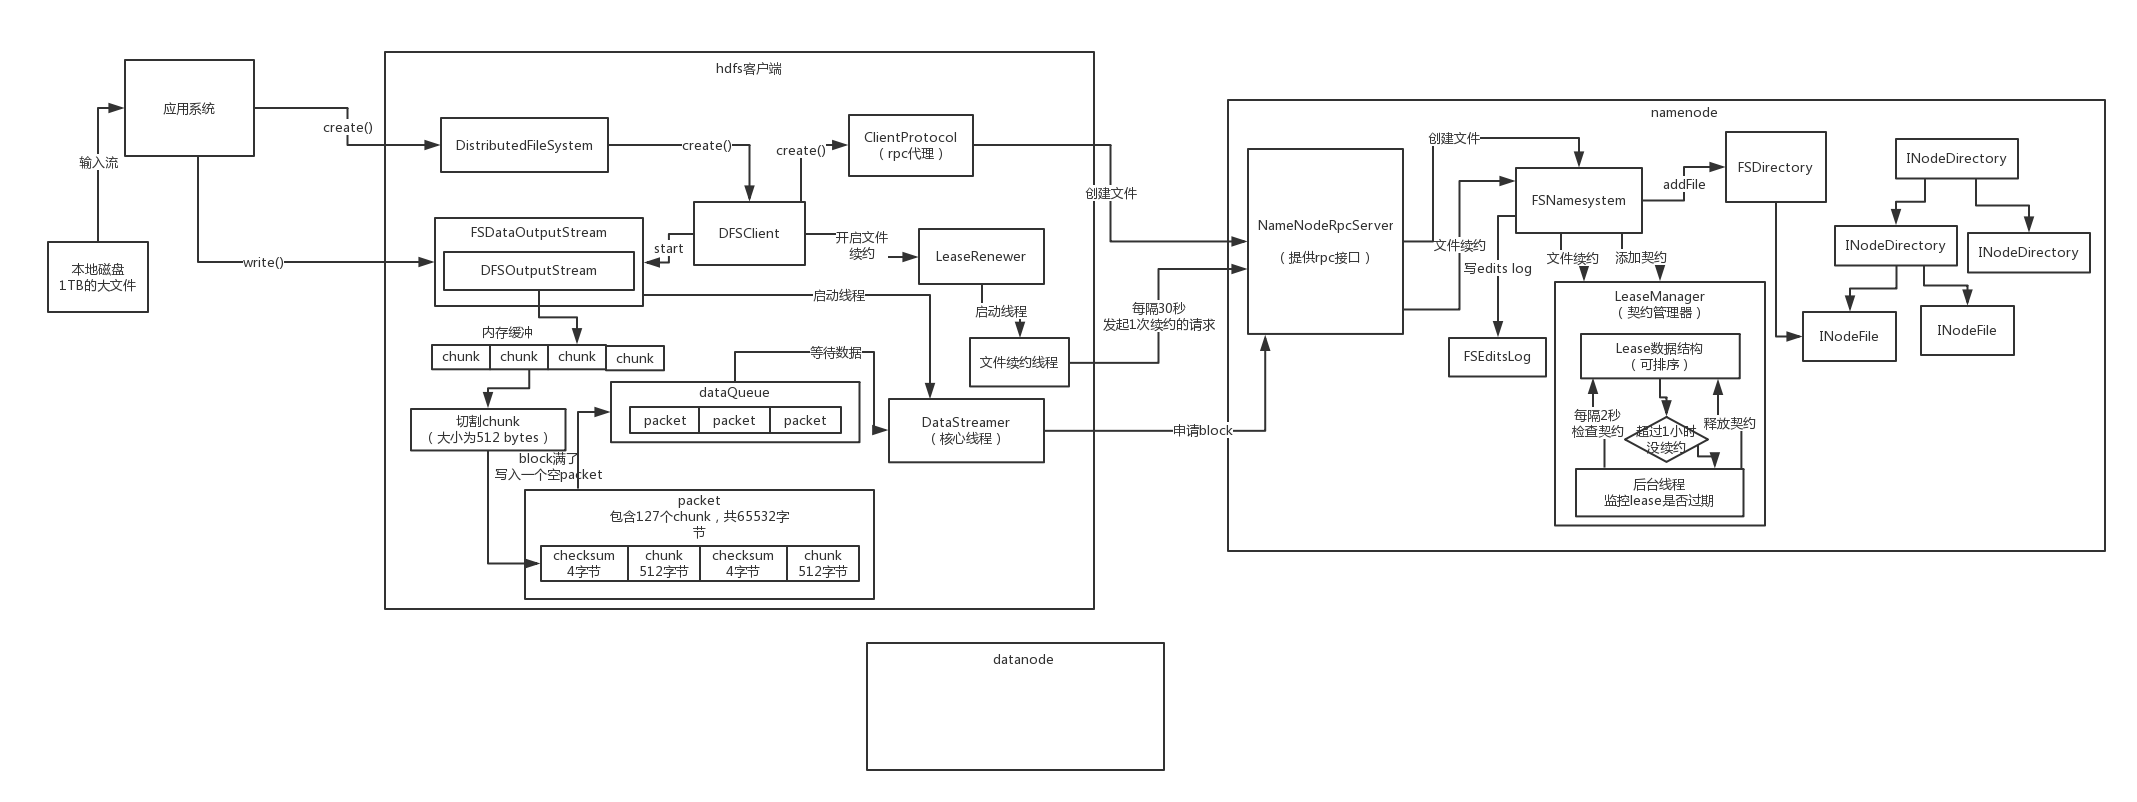 应用系统
create()
输入流
本地磁盘
1TB的大文件
write()
hdfs客户端
DistributedFileSystem
create()
create()
ClientProtocol
（rpc代理）
DFSClient
FSDataOutputStream
DFSOutputStream
start
开启文件
续约
LeaseRenewer
启动线程
启动线程
文件续约线程
内存缓冲
chunk
chunk
chunk
chunk
等待数据
切割chunk
（大小为512 bytes）
dataQueue
packet
packet
packet
DataStreamer
（核心线程）
block满了
写入一个空packet
packet
包含127个chunk，共65532字
节
checksum
4字节
chunk
512字节
checksum
4字节
chunk
512字节
创建文件
每隔30秒
发起1次续约的请求
申请block
namenode
NameNodeRpcServer
（提供rpc接口）
创建文件
文件续约
FSNamesystem
写edits log
FSEditsLog
addFile
FSDirectory
文件续约
添加契约
LeaseManager
（契约管理器）
Lease数据结构
（可排序）
每隔2秒
检查契约
超过1小时
没续约
释放契约
后台线程
监控lease是否过期
INodeDirectory
INodeDirectory
INodeDirectory
INodeFile
INodeFile
datanode